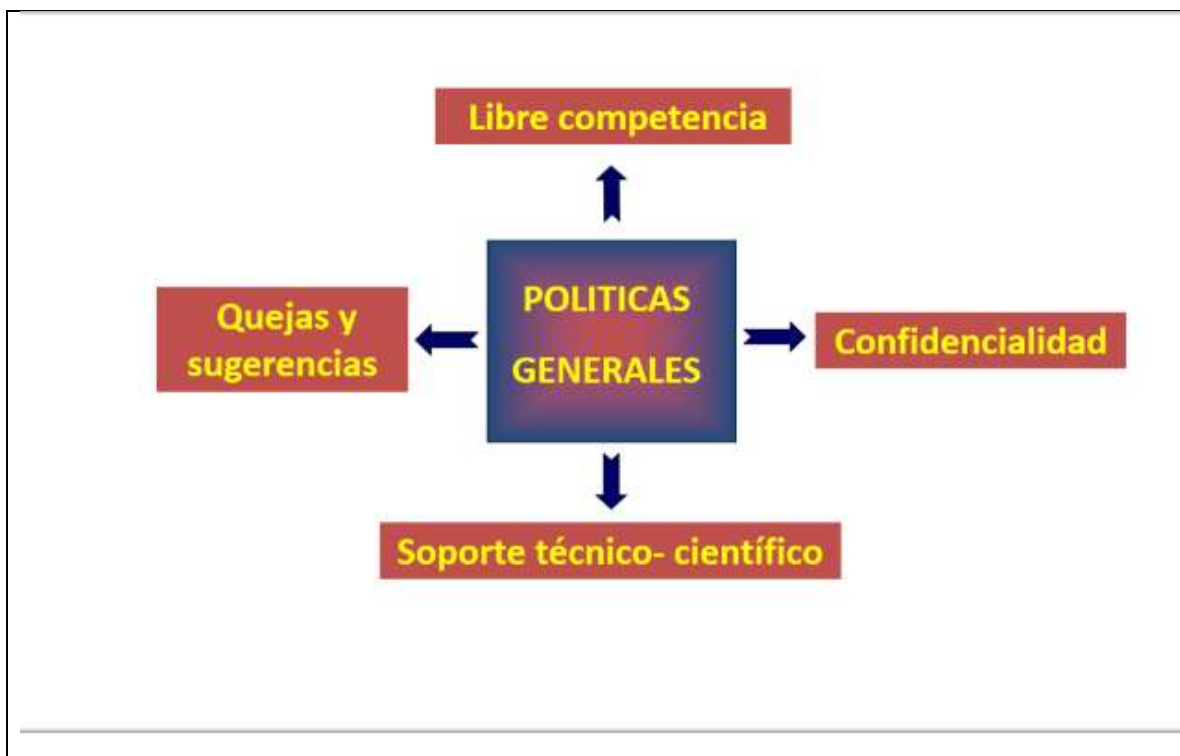 Libre competencia
Quejas y
sugerencias
POLITICAS
GENERALES
Confidencialidad
Soporte técnico- científico